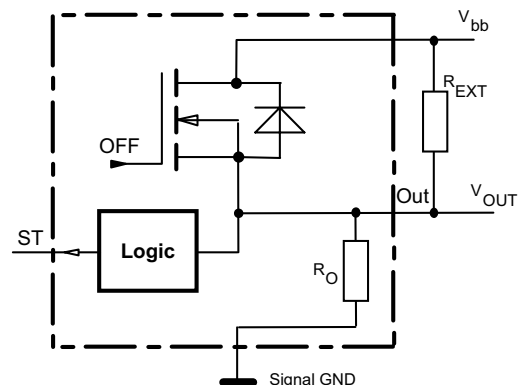 V_bb
R_EXT
OFF
Out
V_OUT
ST
Logic
R_O
Signal GND